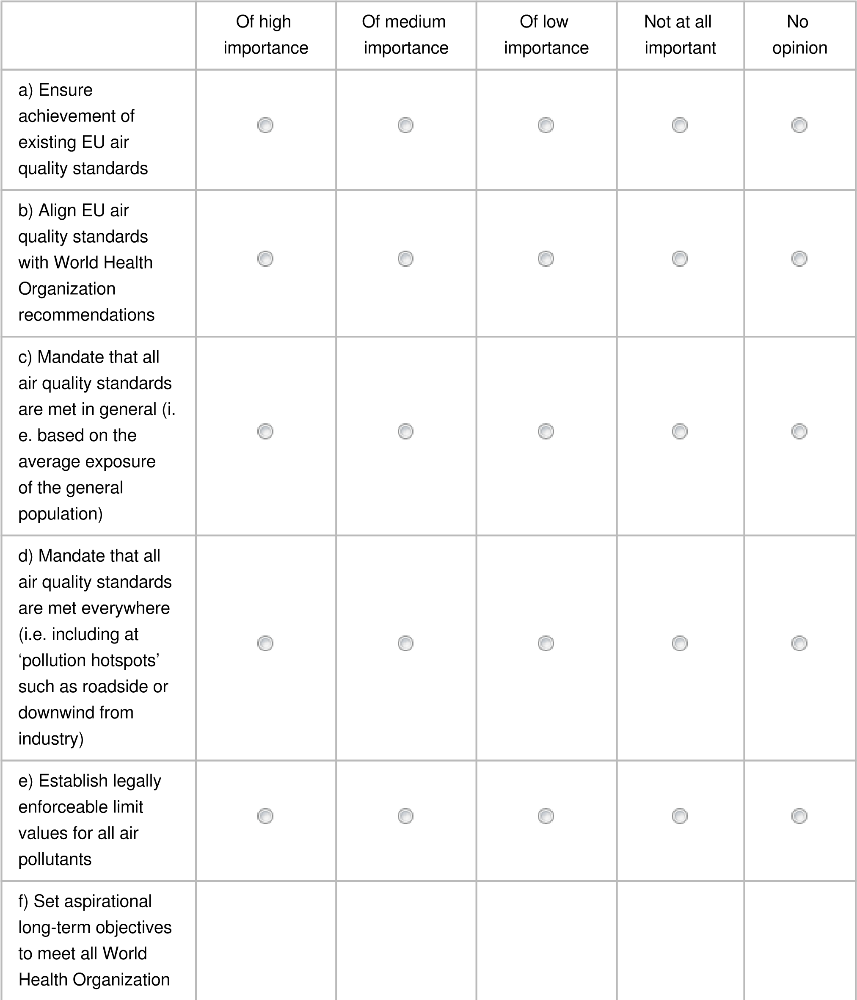 Of high
importance
Of medium
importance
Of low
importance
Not at all
important
No
opinion
a) Ensure
achievement of
existing EU air
quality standards
b) Align EU air
quality standards
with World Health
Organization
recommendations
c) Mandate that all
air quality standards
are met in general (i.
e. based on the
average exposure
of the general
population)
d) Mandate that all
air quality standards
are met everywhere
(i.e. including at
‘pollution hotspots’
such as roadside or
downwind from
industry)
e) Establish legally
enforceable limit
values for all air
pollutants
f) Set aspirational
long-term objectives
to meet all World
Health Organization